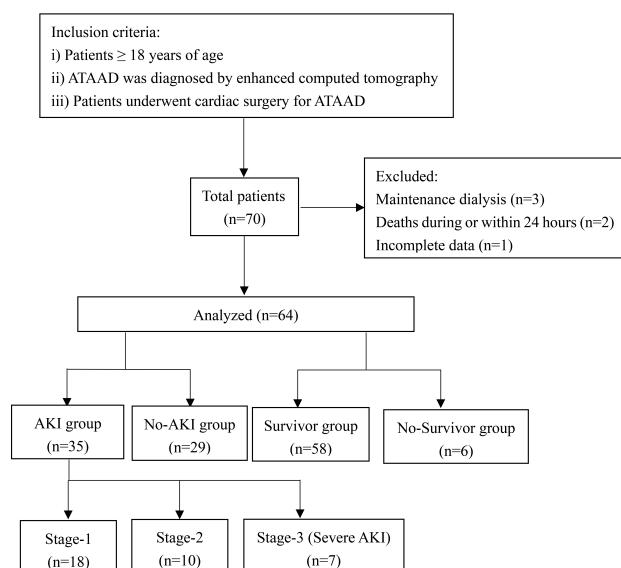 Inclusion criteria:
i) Patients ≥ 18 years of age
ii) ATAAD was diagnosed by enhanced computed tomography
iii) Patients underwent cardiac surgery for ATAAD
Total patients
(n=70)
Excluded:
Maintenance dialysis (n=3)
Deaths during or within 24 hours (n=2)
Incomplete data (n=1)
Analyzed (n=64)
AKI group
(n=35)
No-AKI group
(n=29)
Survivor group
(n=58)
No-Survivor group
(n=6)
Stage-1
(n=18)
Stage-2
(n=10)
Stage-3 (Severe AKI)
(n=7)